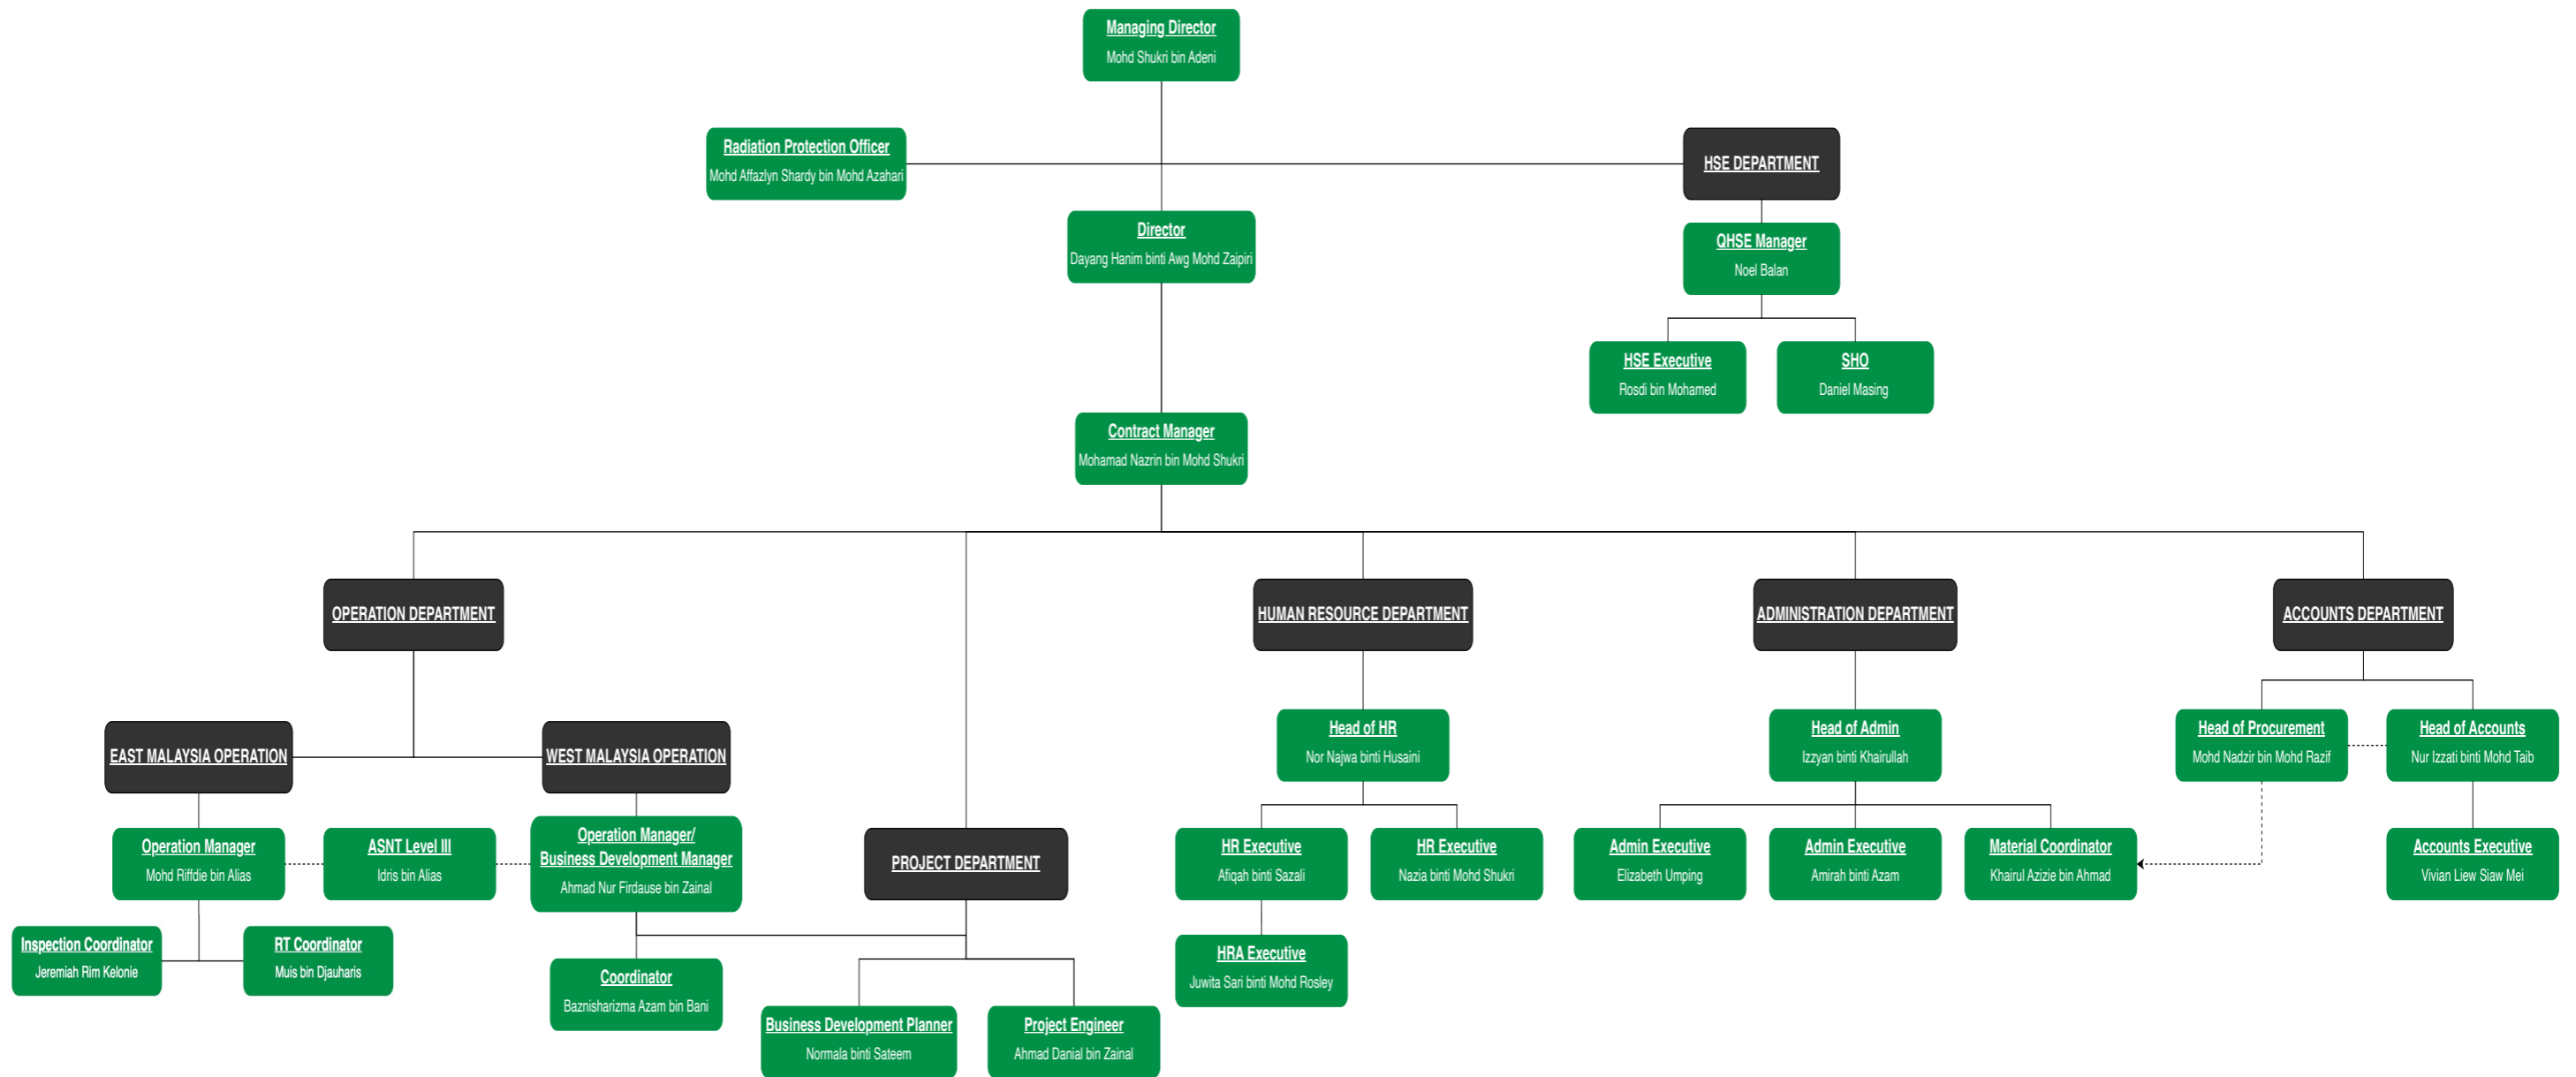 Managing Director
Mohd Shukri bin Adeni
Radiation Protection Officer
Mohd Affazlyn Shardy bin Mohd Azahari
HSE DEPARTMENT
Director
Dayang Hanim binti Awg Mohd Zaipiri
QHSE Manager
Noel Balan
HSE Executive
Rosdi bin Mohamed
SHO
Daniel Masing
Contract Manager
Mohamad Nazrin bin Mohd Shukri
OPERATION DEPARTMENT
HUMAN RESOURCE DEPARTMENT
ADMINISTRATION DEPARTMENT
ACCOUNTS DEPARTMENT
EAST MALAYSIA OPERATION
WEST MALAYSIA OPERATION
Head of HR
Nor Najwa binti Husaini
Head of Admin
Izzyan binti Khairullah
Head of Procurement
Mohd Nadzir bin Mohd Razif
Head of Accounts
Nur Izzati binti Mohd Taib
Operation Manager
Mohd Riffdie bin Alias
ASNT Level III
Idris bin Alias
Operation Manager/
Business Development Manager
Ahmad Nur Firdause bin Zainal
PROJECT DEPARTMENT
HR Executive
Afiqah binti Sazali
HR Executive
Nazia binti Mohd Shukri
Admin Executive
Elizabeth Umping
Admin Executive
Amirah binti Azam
Material Coordinator
Khairul Azizie bin Ahmad
Accounts Executive
Vivian Liew Siaw Mei
Inspection Coordinator
Jeremiah Rim Kelonie
RT Coordinator
Muis bin Djauharis
Coordinator
Baznisharizma Azam bin Bani
HRA Executive
Juwita Sari binti Mohd Rosley
Business Development Planner
Normala binti Sateem
Project Engineer
Ahmad Danial bin Zainal